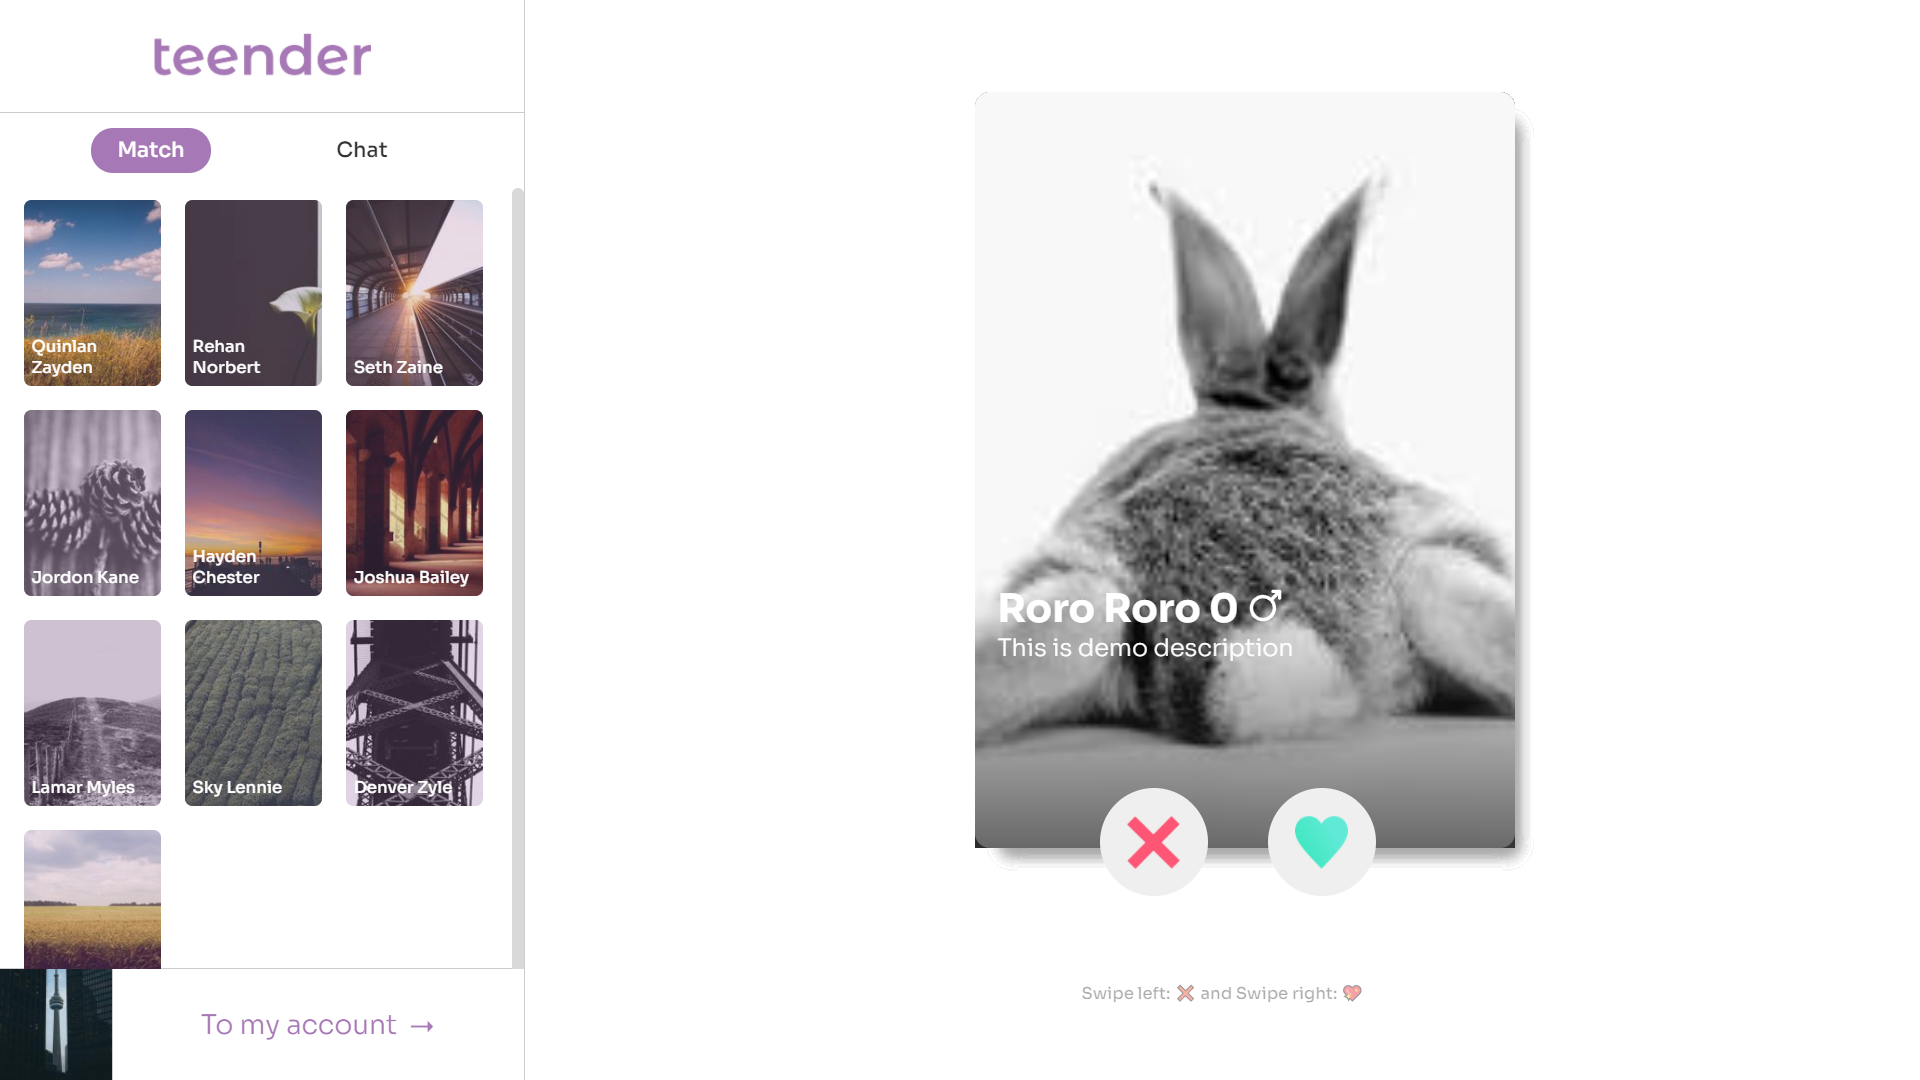 teender
Match
Chat
Quinlan
Zayden
Rehan
Norbert
Seth Zaine
Jordon Kane
Hayden
Chester
Joshua Bailey
Lamar Myles
Sky Lennie
Denver Zyle
To my account →
Roro Roro 0 ♂
This is demo description
Swipe left: ❌ and Swipe right: 💖